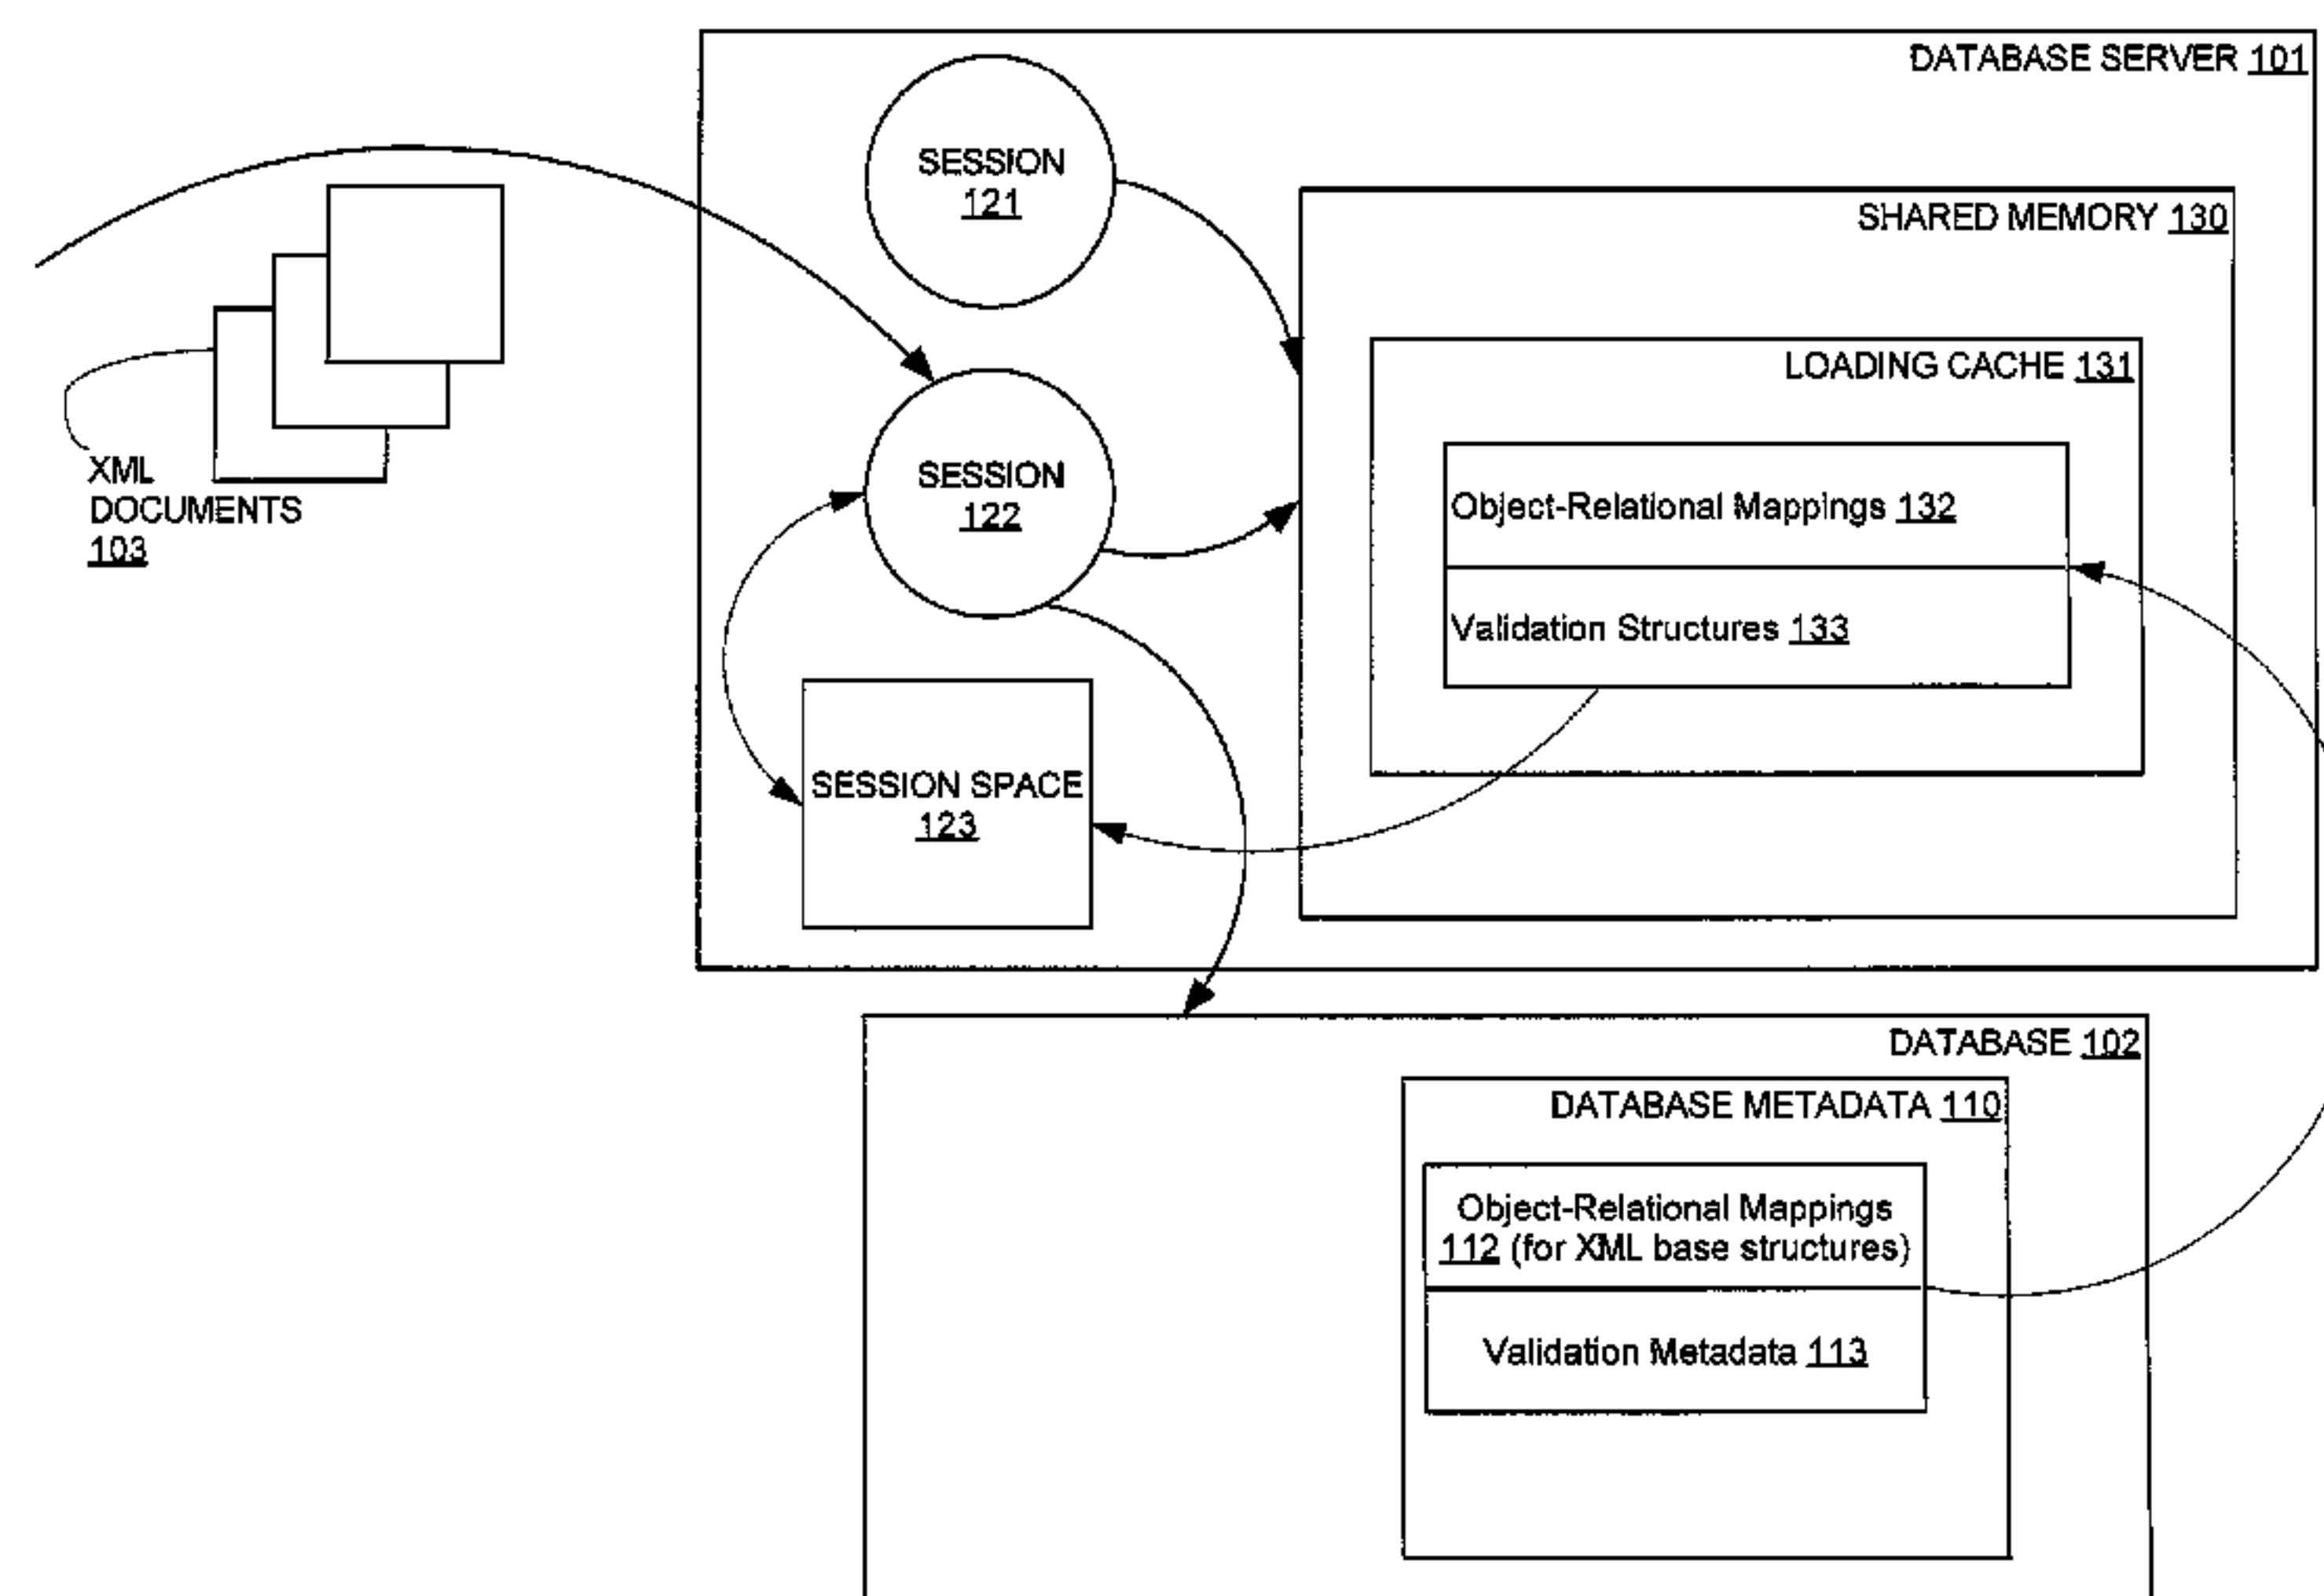 DATABASE SERVER 101
SESSION
121
SHARED MEMORY 130
LOADING CACHE 131
XML
DOCUMENTS
103
SESSION
122
Object-Relational Mappings 132
Validation Structures 133
SESSION SPACE
123
DATABASE 102
DATABASE METADATA 110
Object-Relational Mappings
112 (for XML base structures)
Validation Metadata 113